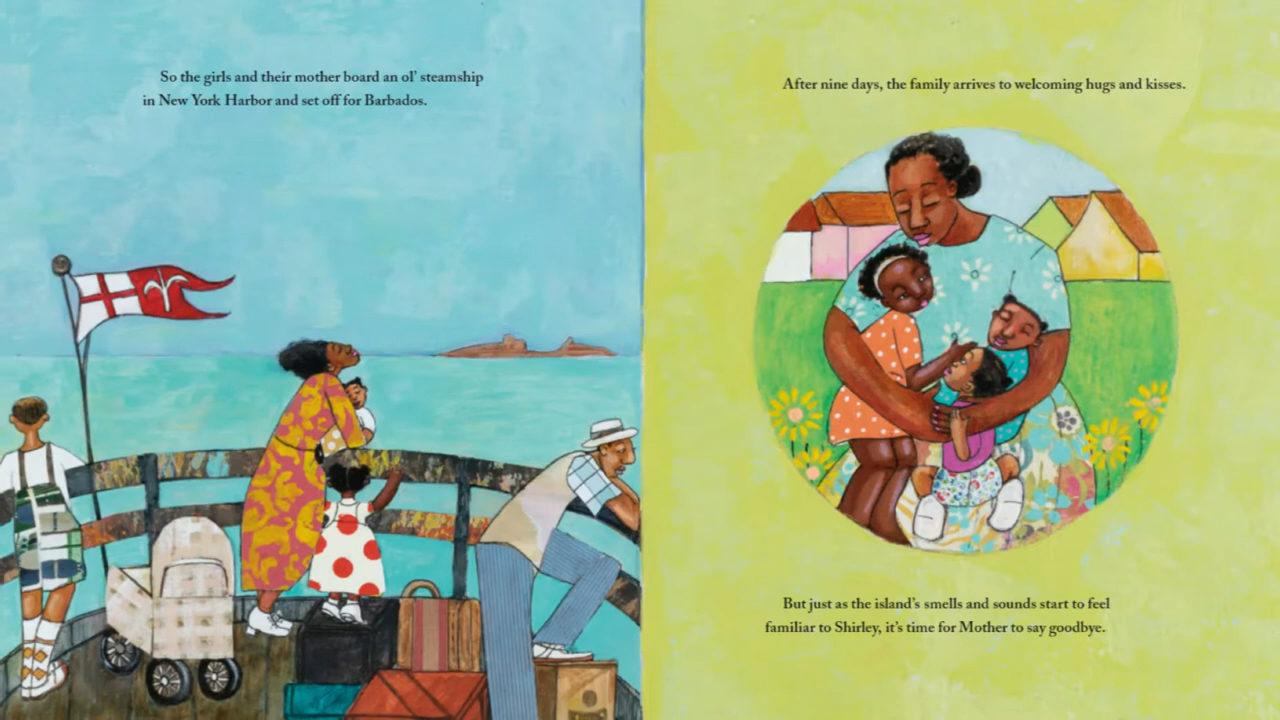 So the girls and their mother board an ol’ steamship
in New York Harbor and set off for Barbados.
After nine days, the family arrives to welcoming hugs and kisses.
But just as the island’s smells and sounds start to feel
familiar to Shirley, it’s time for Mother to say goodbye.